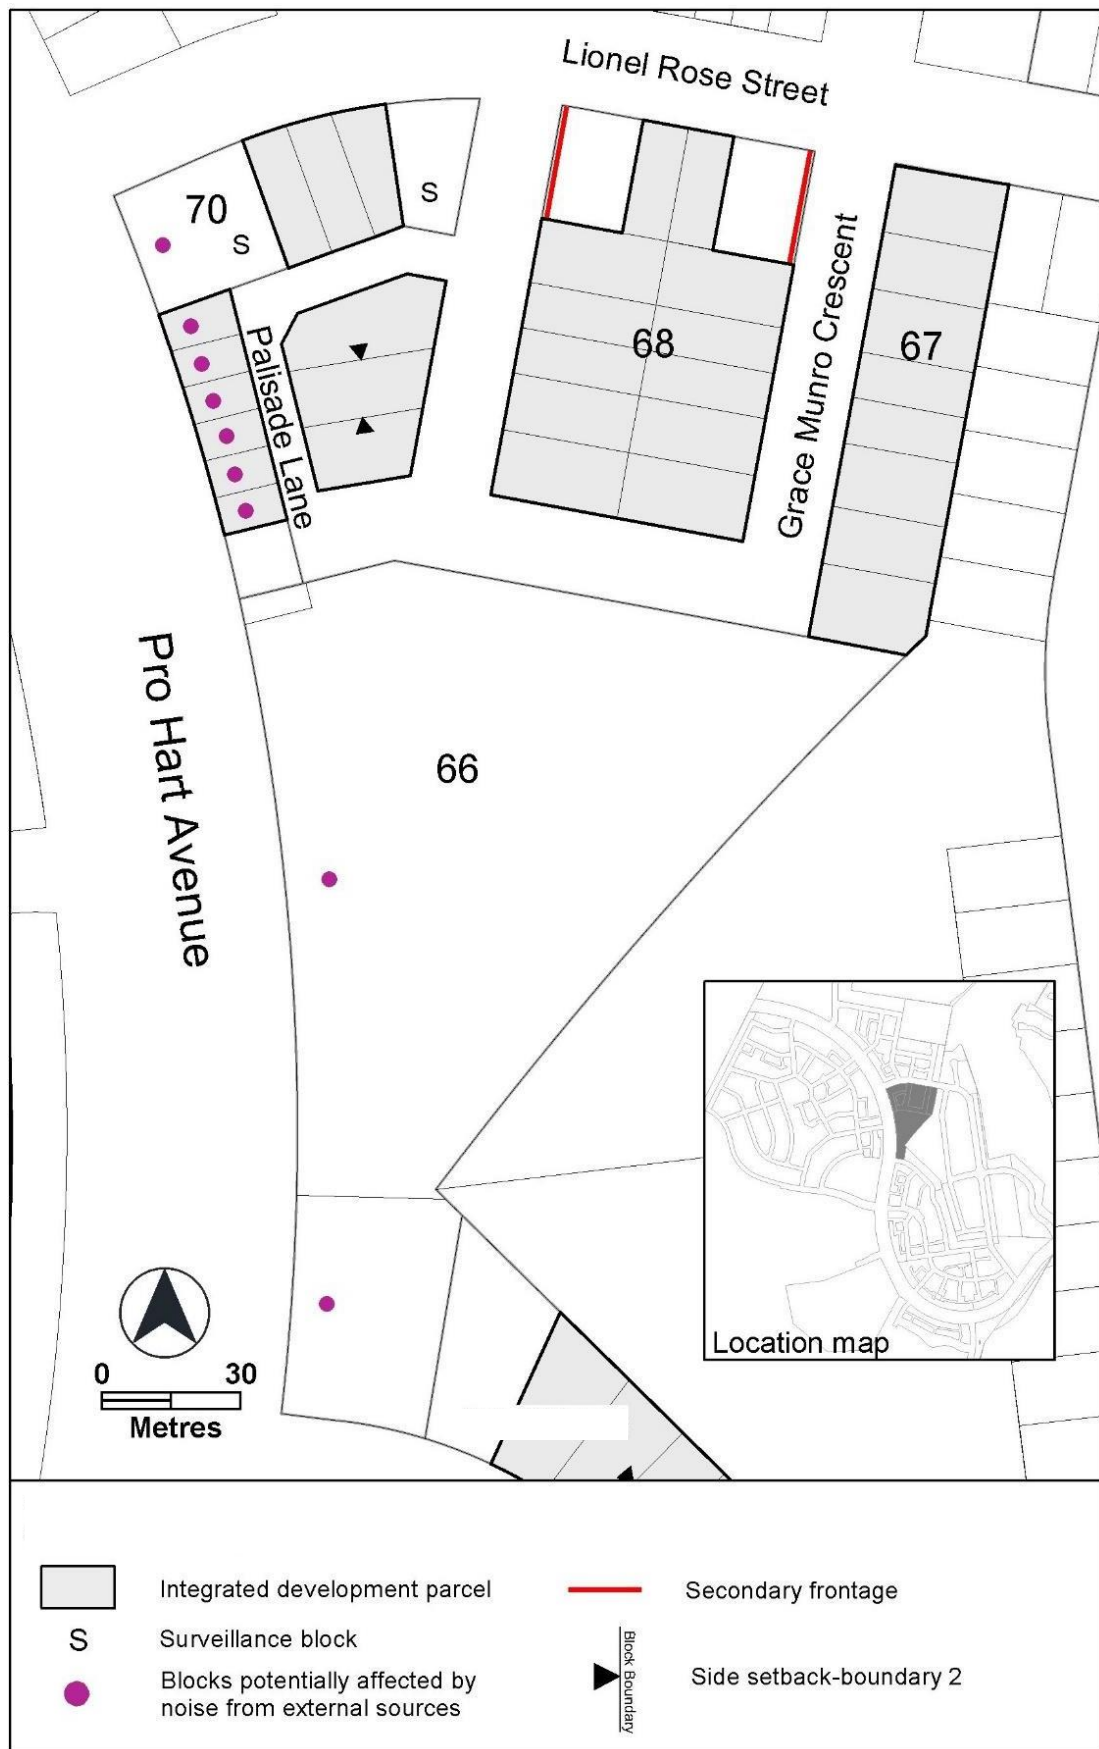 Lionel Rose Street
70
S
S
68
67
Palisade Lane
Grace Munro Crescent
Pro Hart Avenue
66
Location map
0 30
Metres
Integrated development parcel
Secondary frontage
S
Surveillance block
Blocks potentially affected by
noise from external sources
Block Boundary
Side setback-boundary 2